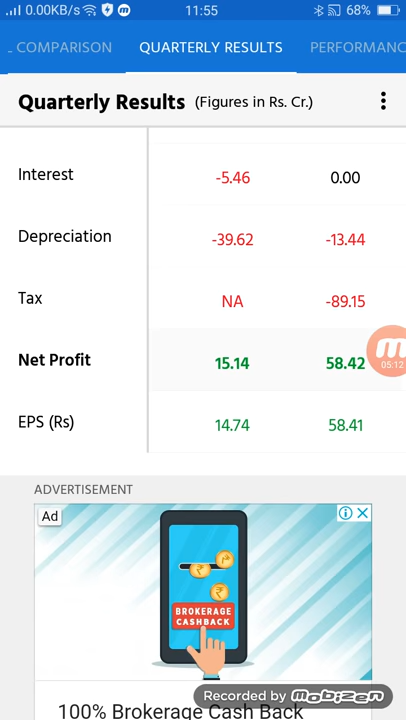 0.00KB/s 11:55 68%
COMPARISON QUARTERLY RESULTS PERFORMANC
Quarterly Results (Figures in Rs. Cr.)
Interest -5.46 0.00
Depreciation -39.62 -13.44
Tax NA -89.15
Net Profit 15.14 58.42
05:12
EPS (Rs) 14.74 58.41
ADVERTISEMENT
Ad
BROKERAGE
CASHBACK
Recorded by mobizen
100% Brokerage Cash Back